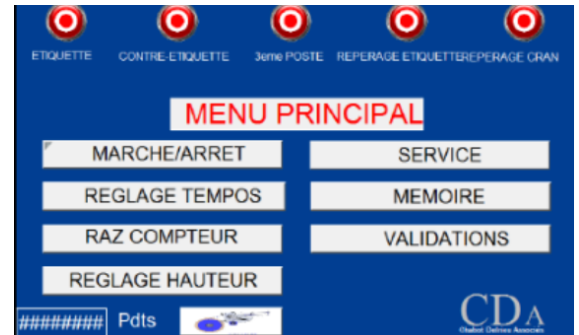 ETIQUETTE CONTRE-ETIQUETTE 3eme POSTE REPERAGE ETIQUETTE REPERAGE CRAN
MENU PRINCIPAL
MARCHE/ARRET SERVICE
REGLAGE TEMPOS MEMOIRE
RAZ COMPTEUR VALIDATIONS
REGLAGE HAUTEUR
######## Pdts CDA